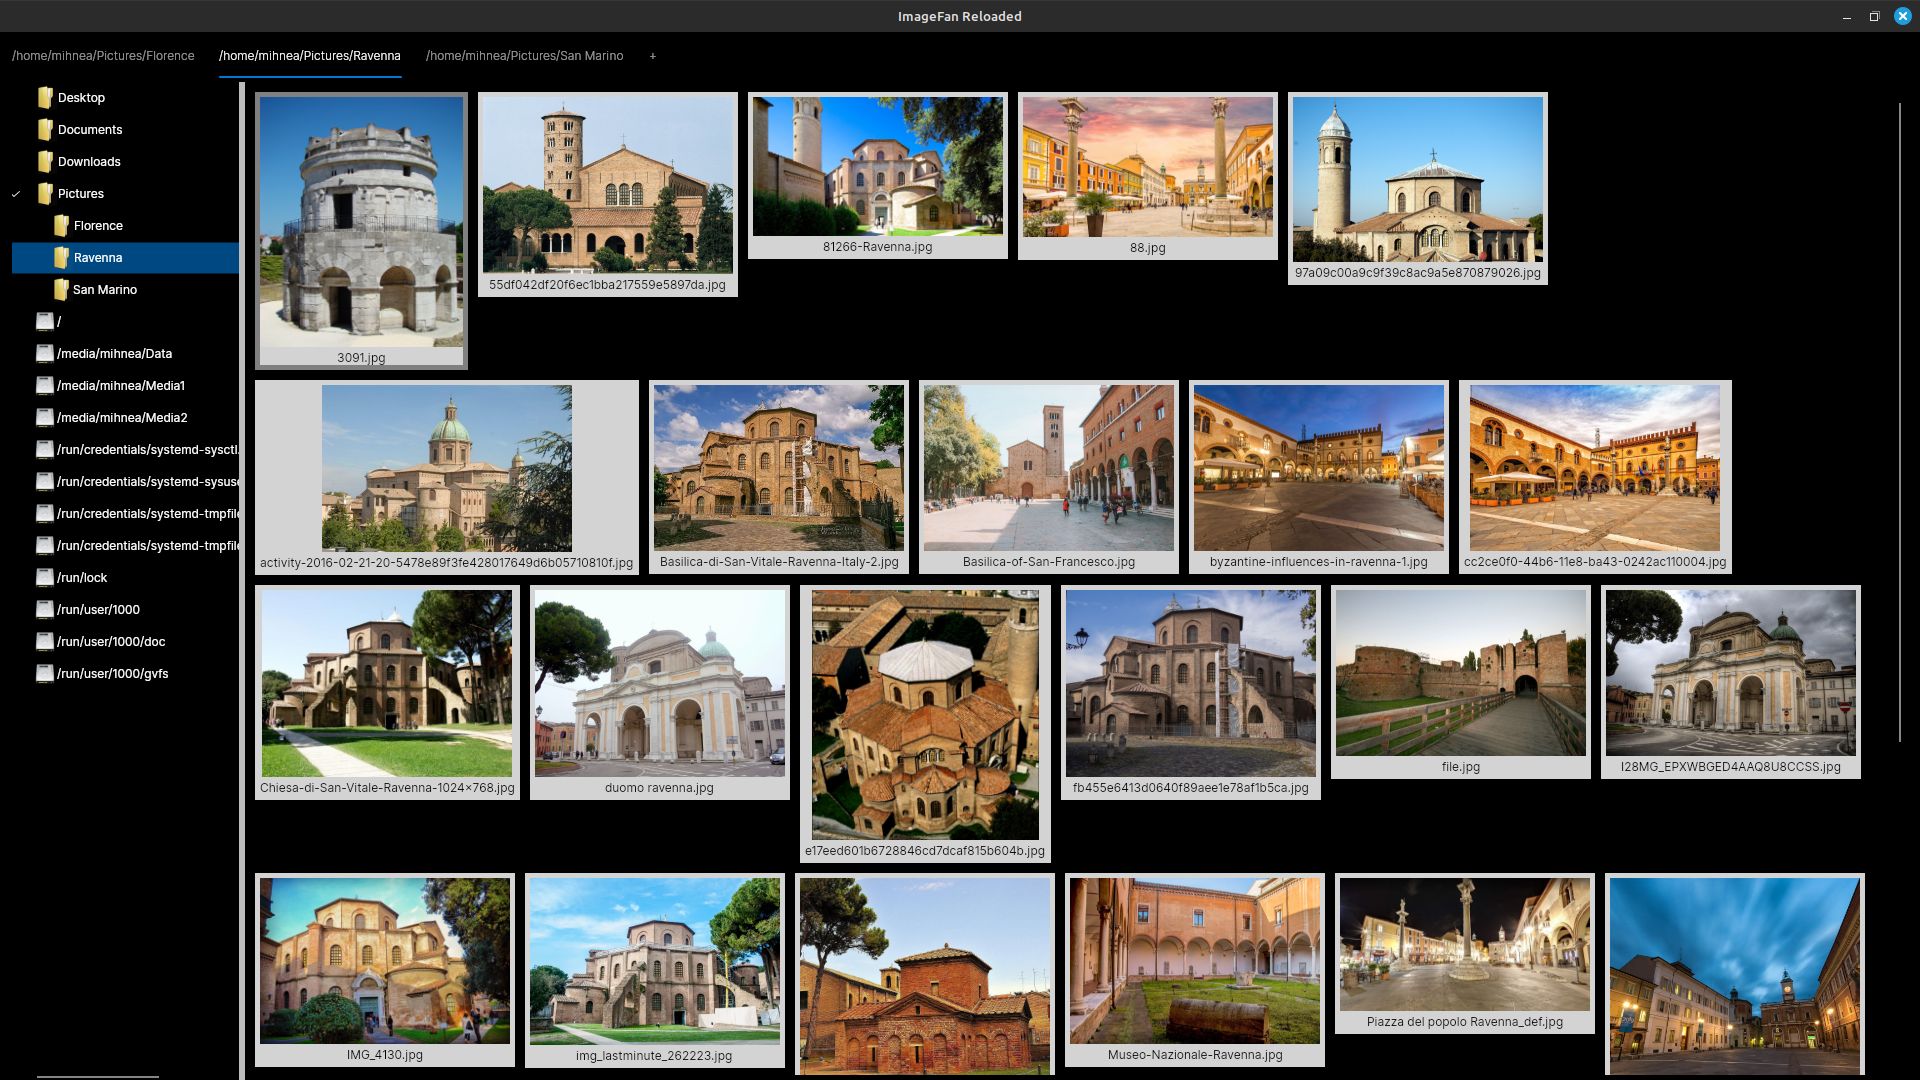 ImageFan Reloaded
/home/mihnea/Pictures/Florence
/home/mihnea/Pictures/Ravenna
/home/mihnea/Pictures/San Marino
+
Desktop
Documents
Downloads
Pictures
Florence
Ravenna
San Marino
/
/media/mihnea/Data
/media/mihnea/Media1
/media/mihnea/Media2
/run/credentials/systemd-sysctl.
/run/credentials/systemd-sysuse
/run/credentials/systemd-tmpfile
/run/credentials/systemd-tmpfile
/run/lock
/run/user/1000
/run/user/1000/doc
/run/user/1000/gvfs
3091.jpg
55df042df20f6ec1bba217559e5897da.jpg
81266-Ravenna.jpg
88.jpg
97a09c00a9c9f39c8ac9a5e870879026.jpg
activity-2016-02-21-20-5478e89f3fe428017649d6b05710810f.jpg
Basilica-di-San-Vitale-Ravenna-Italy-2.jpg
Basilica-of-San-Francesco.jpg
byzantine-influences-in-ravenna-1.jpg
cc2ce0f0-44b6-11e8-ba43-0242ac110004.jpg
Chiesa-di-San-Vitale-Ravenna-1024×768.jpg
duomo ravenna.jpg
e17eed601b6728846cd7dcaf815b604b.jpg
fb455e6413d0640f89aee1e78af1b5ca.jpg
file.jpg
I28MG_EPXWBGED4AAQ8U8CCSS.jpg
IMG_4130.jpg
img_lastminute_262223.jpg
Museo-Nazionale-Ravenna.jpg
Piazza del popolo Ravenna_def.jpg